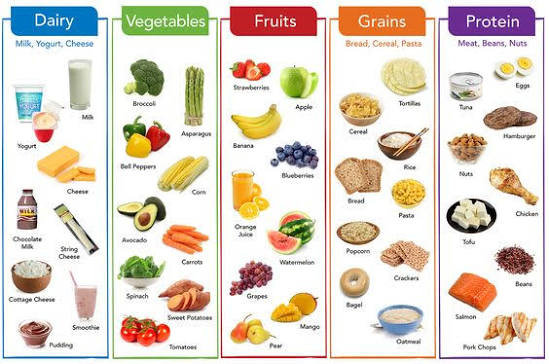 Dairy
Milk, Yogurt, Cheese
Milk
Yogurt
Cheese
MILK
Chocolate
Milk
String
Cheese
Cottage Cheese
Smoothie
Pudding
Vegetables
Broccoli
Asparagus
Bell Peppers
Corn
Avocado
Carrots
Spinach
Sweet Potatoes
Tomatoes
Fruits
Strawberries
Apple
Banana
Blueberries
Orange
Juice
Watermelon
Grapes
Mango
Pear
Grains
Bread, Cereal, Pasta
Tortillas
Cereal
Rice
Bread
Pasta
Popcorn
Crackers
Bagel
Oatmeal
Protein
Meat, Beans, Nuts
Eggs
Tuna
Hamburger
Nuts
Chicken
Tofu
Beans
Salmon
Pork Chops